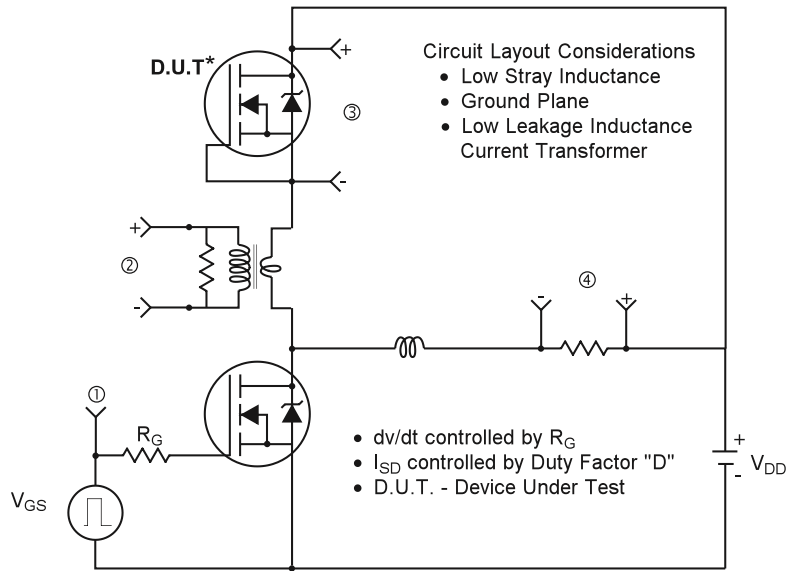 D.U.T*
+
Circuit Layout Considerations
• Low Stray Inductance
• Ground Plane
• Low Leakage Inductance
Current Transformer
③
-
+
②
-
④
-
+
①
R_G
V_GS
• dv/dt controlled by R_G
• I_SD controlled by Duty Factor "D"
• D.U.T. - Device Under Test
+
V_DD
-